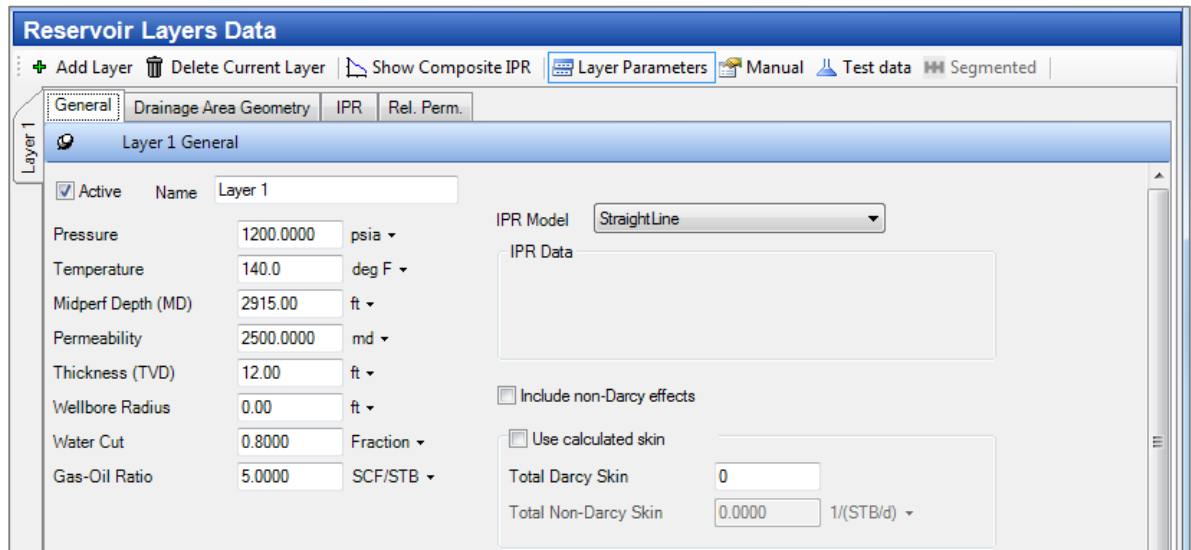 Reservoir Layers Data
Add Layer Delete Current Layer Show Composite IPR Layer Parameters Manual Test data Segmented
Layer 1
General Drainage Area Geometry IPR Rel. Perm.
Layer 1 General
Active Name Layer 1
IPR Model StraightLine
Pressure 1200.0000 psia
IPR Data
Temperature 140.0 deg F
Midperf Depth (MD) 2915.00 ft
Permeability 2500.0000 md
Thickness (TVD) 12.00 ft
Include non-Darcy effects
Wellbore Radius 0.00 ft
Water Cut 0.8000 Fraction
Use calculated skin
Gas-Oil Ratio 5.0000 SCF/STB
Total Darcy Skin 0
Total Non-Darcy Skin 0.0000 1/(STB/d)